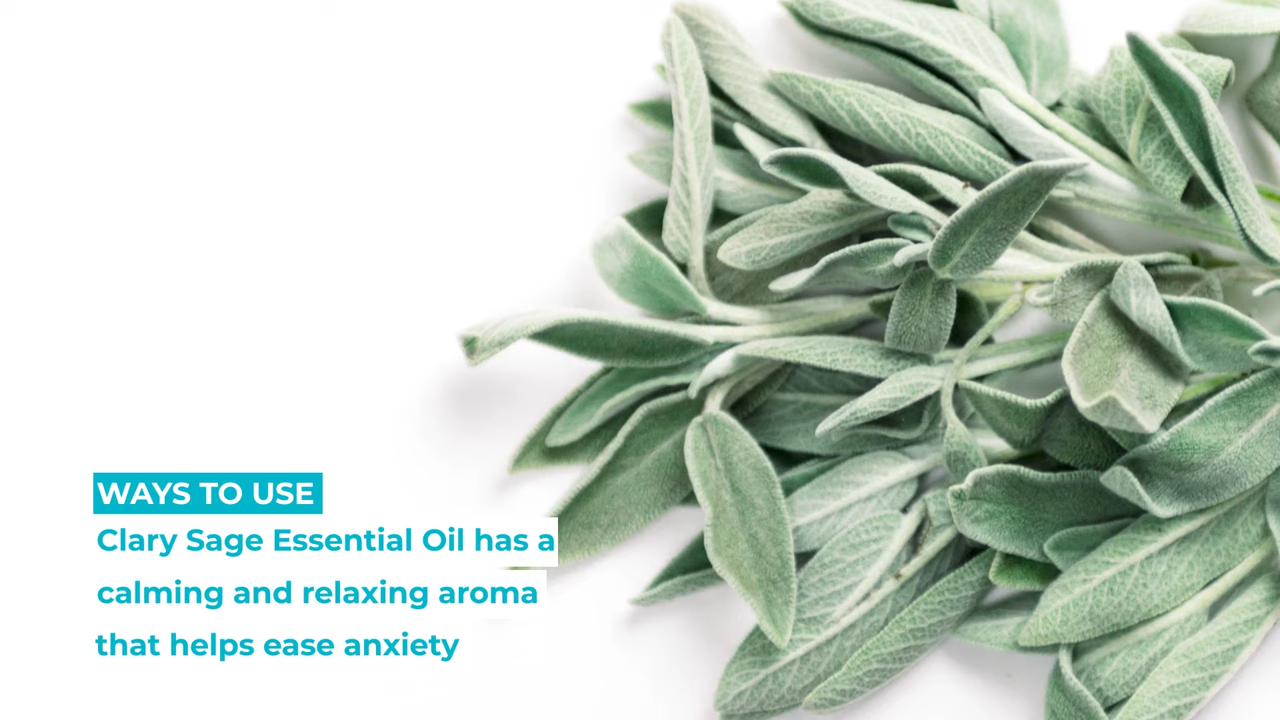 WAYS TO USE
Clary Sage Essential Oil has a
calming and relaxing aroma
that helps ease anxiety